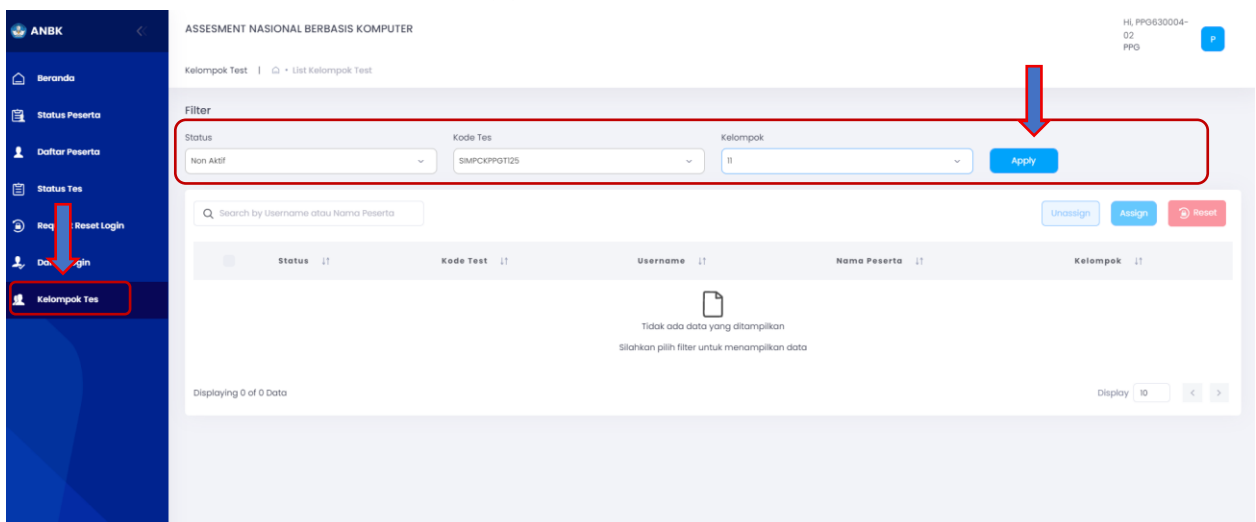 ANBK
Beranda
Status Peserta
Daftar Peserta
Status Tes
Reset Login
Kelompok Tes
ASSESMENT NASIONAL BERBASIS KOMPUTER
Hi, PPG630004-
02
PPG
P
Kelompok Test | • List Kelompok Test
Filter
Status
Kode Tes
Kelompok
Non Aktif
SIMPCKPPGT125
11
Apply
Search by Username atau Nama Peserta
Unassign
Assign
Reset
Status
Kode Test
Username
Nama Peserta
Kelompok
Tidak ada data yang ditampilkan
Silahkan pilih filter untuk menampilkan data
Displaying 0 of 0 Data
Display 10